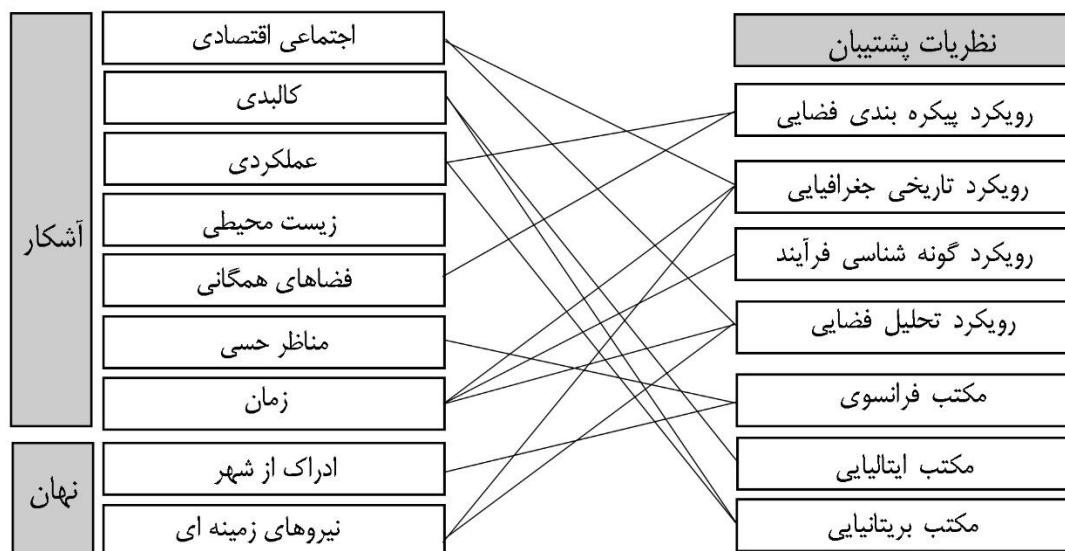 آشکار
اجتماعی اقتصادی
کالبدی
عملکردی
زیست محیطی
فضاهای همگانی
مناظر حسی
زمان
نهان
ادراک از شهر
نیروهای زمینه ای
نظریات پشتیبان
رویکرد پیکره بندی فضایی
رویکرد تاریخی جغرافیایی
رویکرد گونه شناسی فرآیند
رویکرد تحلیل فضایی
مکتب فرانسوی
مکتب ایتالیایی
مکتب بریتانیایی